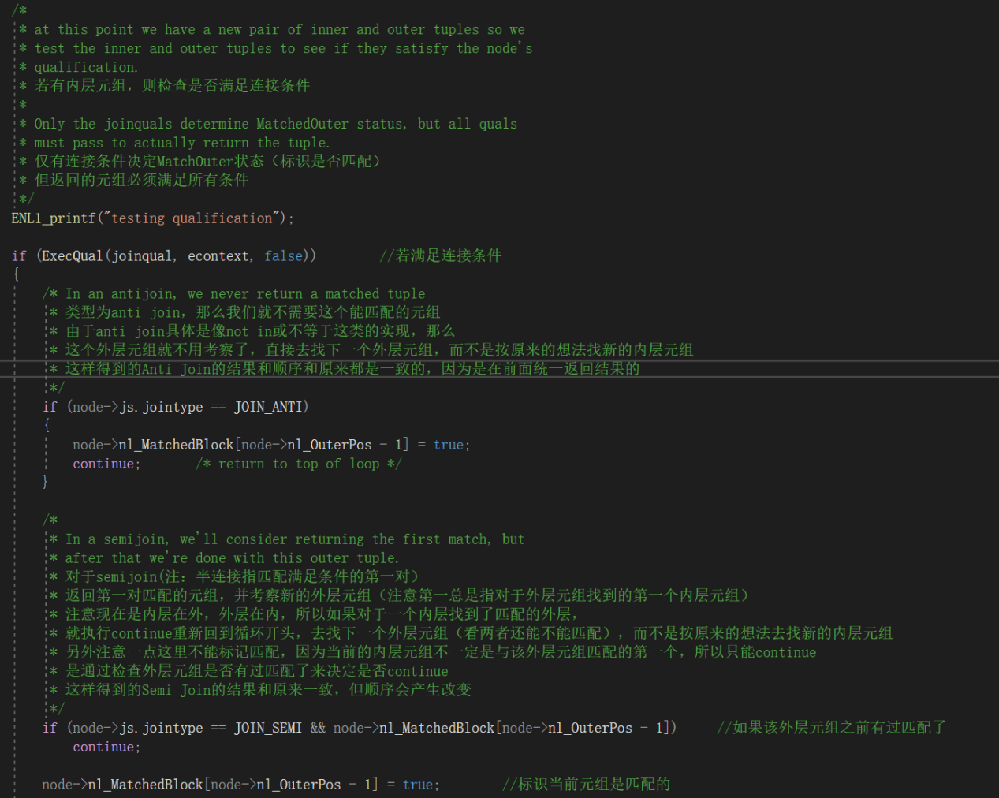 /*
* at this point we have a new pair of inner and outer tuples so we
* test the inner and outer tuples to see if they satisfy the node's
* qualification.
* 若有内层元组，则检查是否满足连接条件
*
* Only the joinquals determine MatchedOuter status, but all quals
* must pass to actually return the tuple.
* 仅有连接条件决定MatchOuter状态（标识是否匹配）
* 但返回的元组必须满足所有条件
*/
ENL1_printf("testing qualification");
if (ExecQual(joinqual, econtext, false)) //若满足连接条件
{
/* In an antijoin, we never return a matched tuple
* 类型为anti join，那么我们就不需要这个能匹配的元组
* 由于anti join具体是像not in或不等于这类的实现，那么
* 这个外层元组就不用考察了，直接去找下一个外层元组，而不是按原来的想法找新的内层元组
* 这样得到的Anti Join的结果和顺序和原来都是一致的，因为是在前面统一返回结果的
*/
if (node->js.jointype == JOIN_ANTI)
{
node->nl_MatchedBlock[node->nl_OuterPos - 1] = true;
continue; /* return to top of loop */
}
/*
* In a semijoin, we'll consider returning the first match, but
* after that we're done with this outer tuple.
* 对于semijoin(注：半连接指匹配满足条件的第一对）
* 返回第一对匹配的元组，并考察新的外层元组（注意第一总是指对于外层元组找到的第一个内层元组）
* 注意现在是内层在外，外层在内，所以如果对于一个内层找到了匹配的外层，
* 就执行continue重新回到循环开头，去找下一个外层元组（看两者还能不能匹配），而不是按原来的想法去找新的内层元组
* 另外注意一点这里不能标记匹配，因为当前的内层元组不一定是与该外层元组匹配的第一个，所以只能continue
* 是通过检查外层元组是否有过匹配了来决定是否continue
* 这样得到的Semi Join的结果和原来一致，但顺序会产生改变
*/
if (node->js.jointype == JOIN_SEMI && node->nl_MatchedBlock[node->nl_OuterPos - 1]) //如果该外层元组之前有过匹配了
continue;
node->nl_MatchedBlock[node->nl_OuterPos - 1] = true; //标识当前元组是匹配的